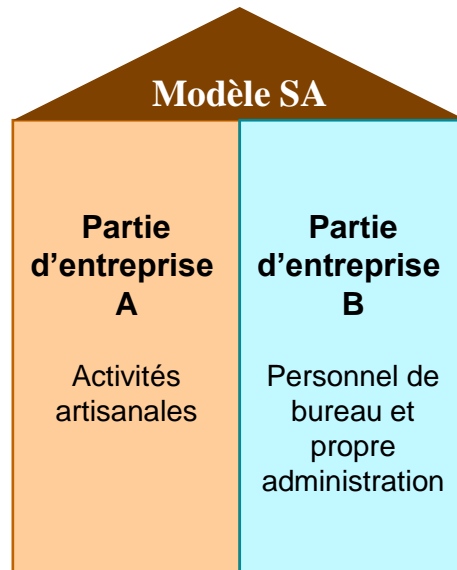 Modèle SA
Partie
d’entreprise
A
Activités
artisanales
Partie
d’entreprise
B
Personnel de
bureau et
propre
administration